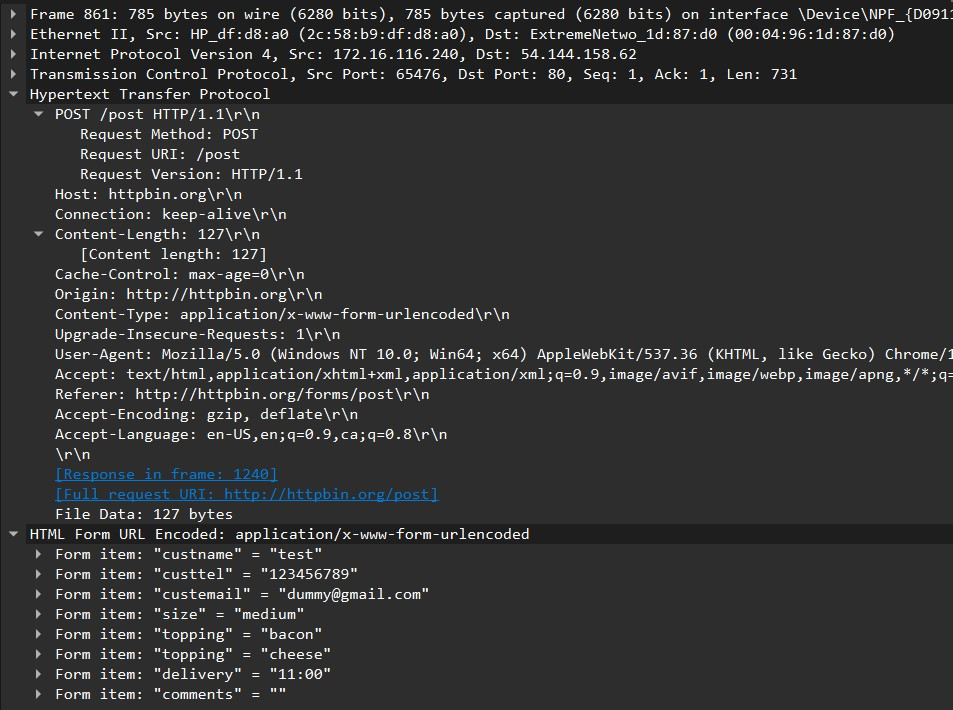 Frame 861: 785 bytes on wire (6280 bits), 785 bytes captured (6280 bits) on interface \Device\NPF_{D091
Ethernet II, Src: HP_df:d8:a0 (2c:58:b9:df:d8:a0), Dst: ExtremeNetwo_1d:87:d0 (00:04:96:1d:87:d0)
Internet Protocol Version 4, Src: 172.16.116.240, Dst: 54.144.158.62
Transmission Control Protocol, Src Port: 65476, Dst Port: 80, Seq: 1, Ack: 1, Len: 731
Hypertext Transfer Protocol
POST /post HTTP/1.1\r\n
Request Method: POST
Request URI: /post
Request Version: HTTP/1.1
Host: httpbin.org\r\n
Connection: keep-alive\r\n
Content-Length: 127\r\n
[Content length: 127]
Cache-Control: max-age=0\r\n
Origin: http://httpbin.org\r\n
Content-Type: application/x-www-form-urlencoded\r\n
Upgrade-Insecure-Requests: 1\r\n
User-Agent: Mozilla/5.0 (Windows NT 10.0; Win64; x64) AppleWebKit/537.36 (KHTML, like Gecko) Chrome/1
Accept: text/html,application/xhtml+xml,application/xml;q=0.9,image/avif,image/webp,image/apng,*/*;q=
Referer: http://httpbin.org/forms/post\r\n
Accept-Encoding: gzip, deflate\r\n
Accept-Language: en-US,en;q=0.9,ca;q=0.8\r\n
\r\n
[Response in frame: 1240]
[Full request URI: http://httpbin.org/post]
File Data: 127 bytes
HTML Form URL Encoded: application/x-www-form-urlencoded
Form item: "custname" = "test"
Form item: "custtel" = "123456789"
Form item: "custemail" = "dummy@gmail.com"
Form item: "size" = "medium"
Form item: "topping" = "bacon"
Form item: "topping" = "cheese"
Form item: "delivery" = "11:00"
Form item: "comments" = ""